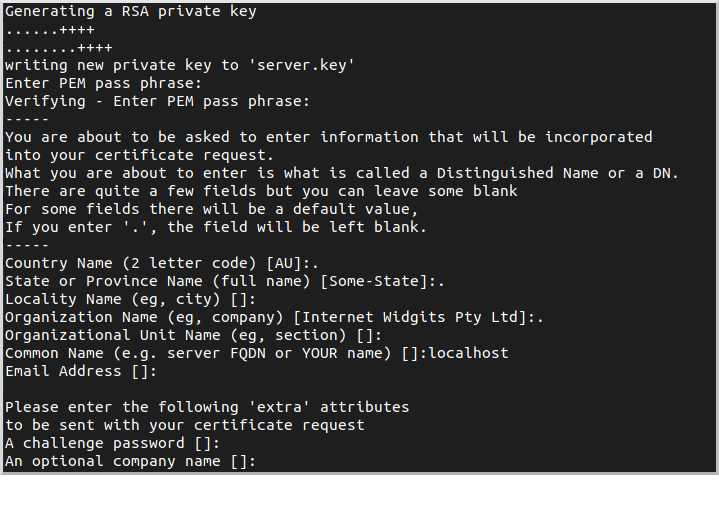 Generating a RSA private key
......++++
........++++
writing new private key to 'server.key'
Enter PEM pass phrase:
Verifying - Enter PEM pass phrase:
-----
You are about to be asked to enter information that will be incorporated
into your certificate request.
What you are about to enter is what is called a Distinguished Name or a DN.
There are quite a few fields but you can leave some blank
For some fields there will be a default value,
If you enter '.', the field will be left blank.
-----
Country Name (2 letter code) [AU]:.
State or Province Name (full name) [Some-State]:.
Locality Name (eg, city) []:
Organization Name (eg, company) [Internet Widgits Pty Ltd]:.
Organizational Unit Name (eg, section) []:
Common Name (e.g. server FQDN or YOUR name) []:localhost
Email Address []:

Please enter the following 'extra' attributes
to be sent with your certificate request
A challenge password []:
An optional company name []: